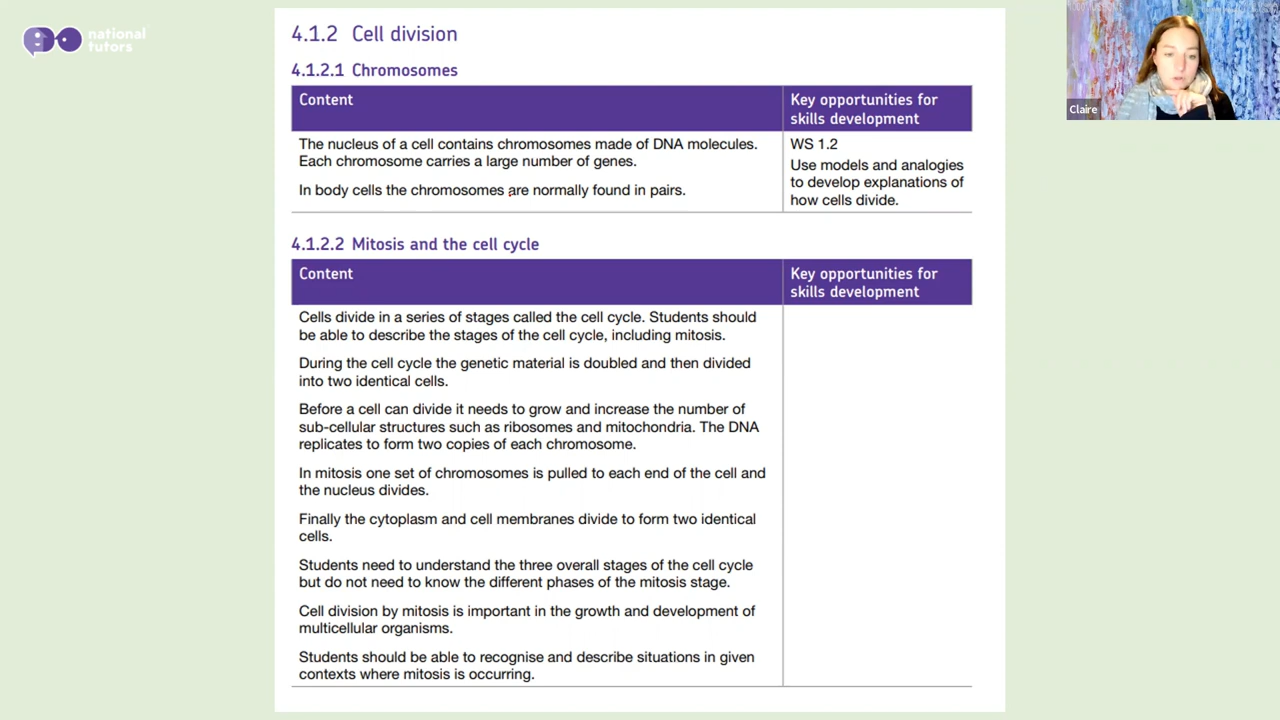 national
tutors
Claire
4.1.2 Cell division
4.1.2.1 Chromosomes
Content
Key opportunities for
skills development
The nucleus of a cell contains chromosomes made of DNA molecules.
Each chromosome carries a large number of genes.
In body cells the chromosomes are normally found in pairs.
WS 1.2
Use models and analogies
to develop explanations of
how cells divide.
4.1.2.2 Mitosis and the cell cycle
Content
Key opportunities for
skills development
Cells divide in a series of stages called the cell cycle. Students should
be able to describe the stages of the cell cycle, including mitosis.
During the cell cycle the genetic material is doubled and then divided
into two identical cells.
Before a cell can divide it needs to grow and increase the number of
sub-cellular structures such as ribosomes and mitochondria. The DNA
replicates to form two copies of each chromosome.
In mitosis one set of chromosomes is pulled to each end of the cell and
the nucleus divides.
Finally the cytoplasm and cell membranes divide to form two identical
cells.
Students need to understand the three overall stages of the cell cycle
but do not need to know the different phases of the mitosis stage.
Cell division by mitosis is important in the growth and development of
multicellular organisms.
Students should be able to recognise and describe situations in given
contexts where mitosis is occurring.